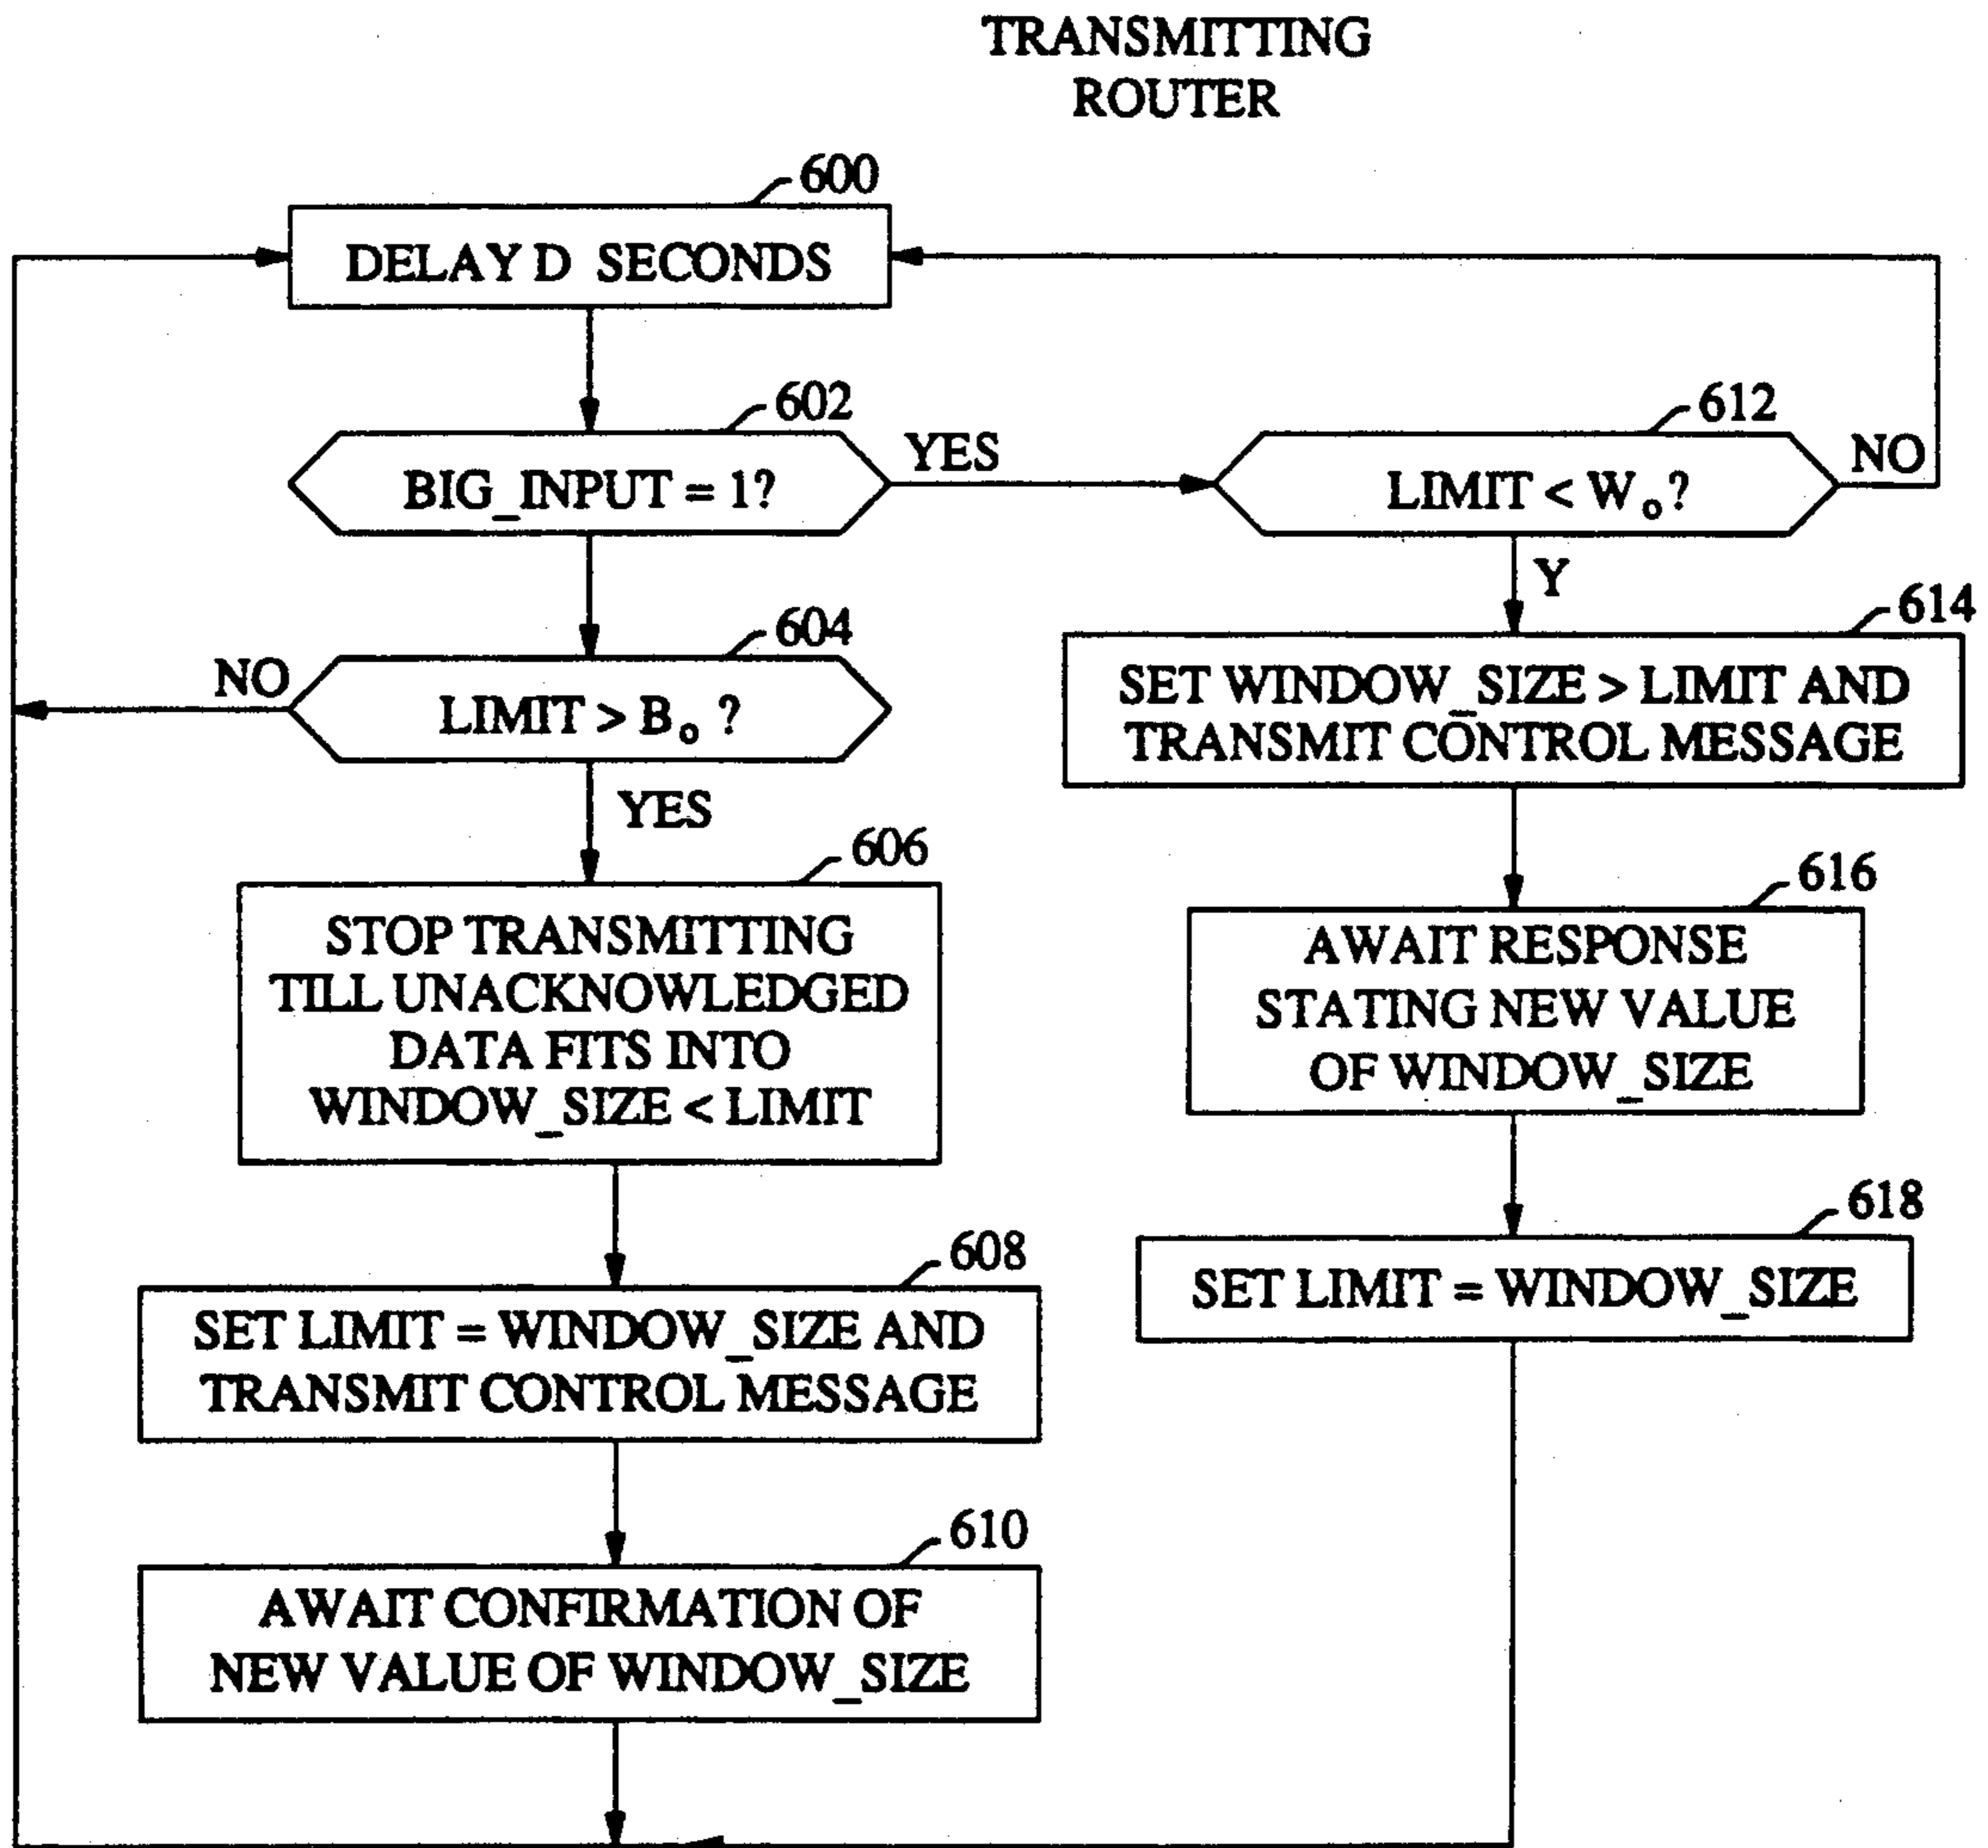 TRANSMITTING
ROUTER
600
DELAY D SECONDS
602
BIG_INPUT = 1?
YES
612
LIMIT < Wo?
NO
Y
604
NO
LIMIT > Bo ?
YES
614
SET WINDOW_SIZE > LIMIT AND
TRANSMIT CONTROL MESSAGE
606
STOP TRANSMITTING
TILL UNACKNOWLEDGED
DATA FITS INTO
WINDOW_SIZE < LIMIT
616
AWAIT RESPONSE
STATING NEW VALUE
OF WINDOW_SIZE
608
SET LIMIT = WINDOW_SIZE AND
TRANSMIT CONTROL MESSAGE
618
SET LIMIT = WINDOW_SIZE
610
AWAIT CONFIRMATION OF
NEW VALUE OF WINDOW_SIZE